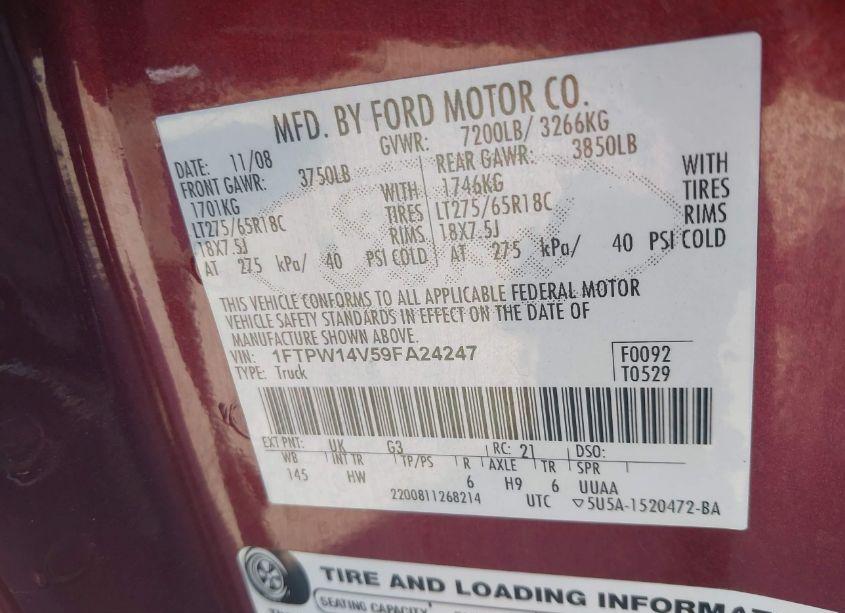 MFD. BY FORD MOTOR CO.
DATE: 11/08 GVWR: 7200LB/ 3266KG
FRONT GAWR: 3750LB REAR GAWR: 3850LB
1701KG WITH 1746KG WITH
LT275/65R18C TIRES LT275/65R18C TIRES
18X7.5J RIMS 18X7.5J RIMS
AT 275 kPa/ 40 PSI COLD AT 275 kPa/ 40 PSI COLD
THIS VEHICLE CONFORMS TO ALL APPLICABLE FEDERAL MOTOR
VEHICLE SAFETY STANDARDS IN EFFECT ON THE DATE OF
MANUFACTURE SHOWN ABOVE.
VIN: 1FTPW14V59FA24247 F0092
TYPE: Truck T0529
EXT PNT: UK G3 RC: 21 DSO:
WB INT TR TP/PS R AXLE TR SPR
145 HW 6 H9 6 UUAA
2200811268214 UTC ▽5U5A-1520472-BA
TIRE AND LOADING INFORMA
SEATING CAPACITY